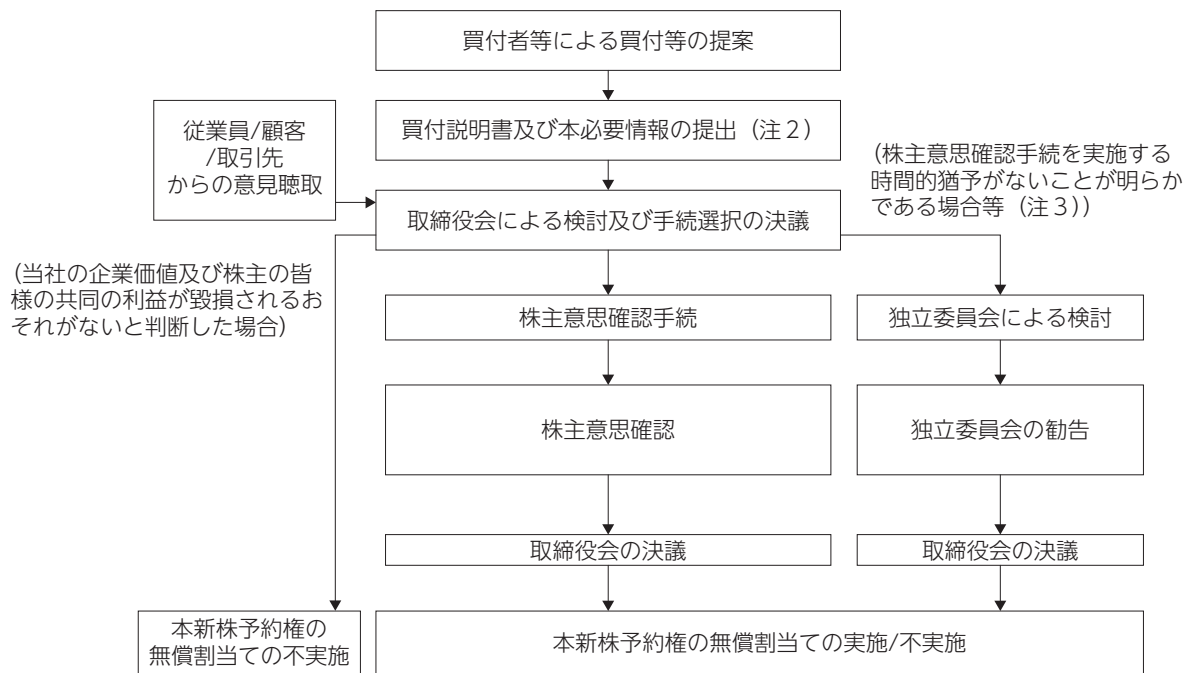 買付者等による買付等の提案
買付説明書及び本必要情報の提出(注2)
従業員/顧客
/取引先
からの意見聴取
(株主意思確認手続を実施する
時間的猶予がないことが明らか
である場合等(注3))
取締役会による検討及び手続選択の決議
(当社の企業価値及び株主の皆
様の共同の利益が毀損されるお
それがないと判断した場合)
株主意思確認手続
独立委員会による検討
株主意思確認
独立委員会の勧告
取締役会の決議
取締役会の決議
本新株予約権の
無償割当ての不実施
本新株予約権の無償割当ての実施/不実施